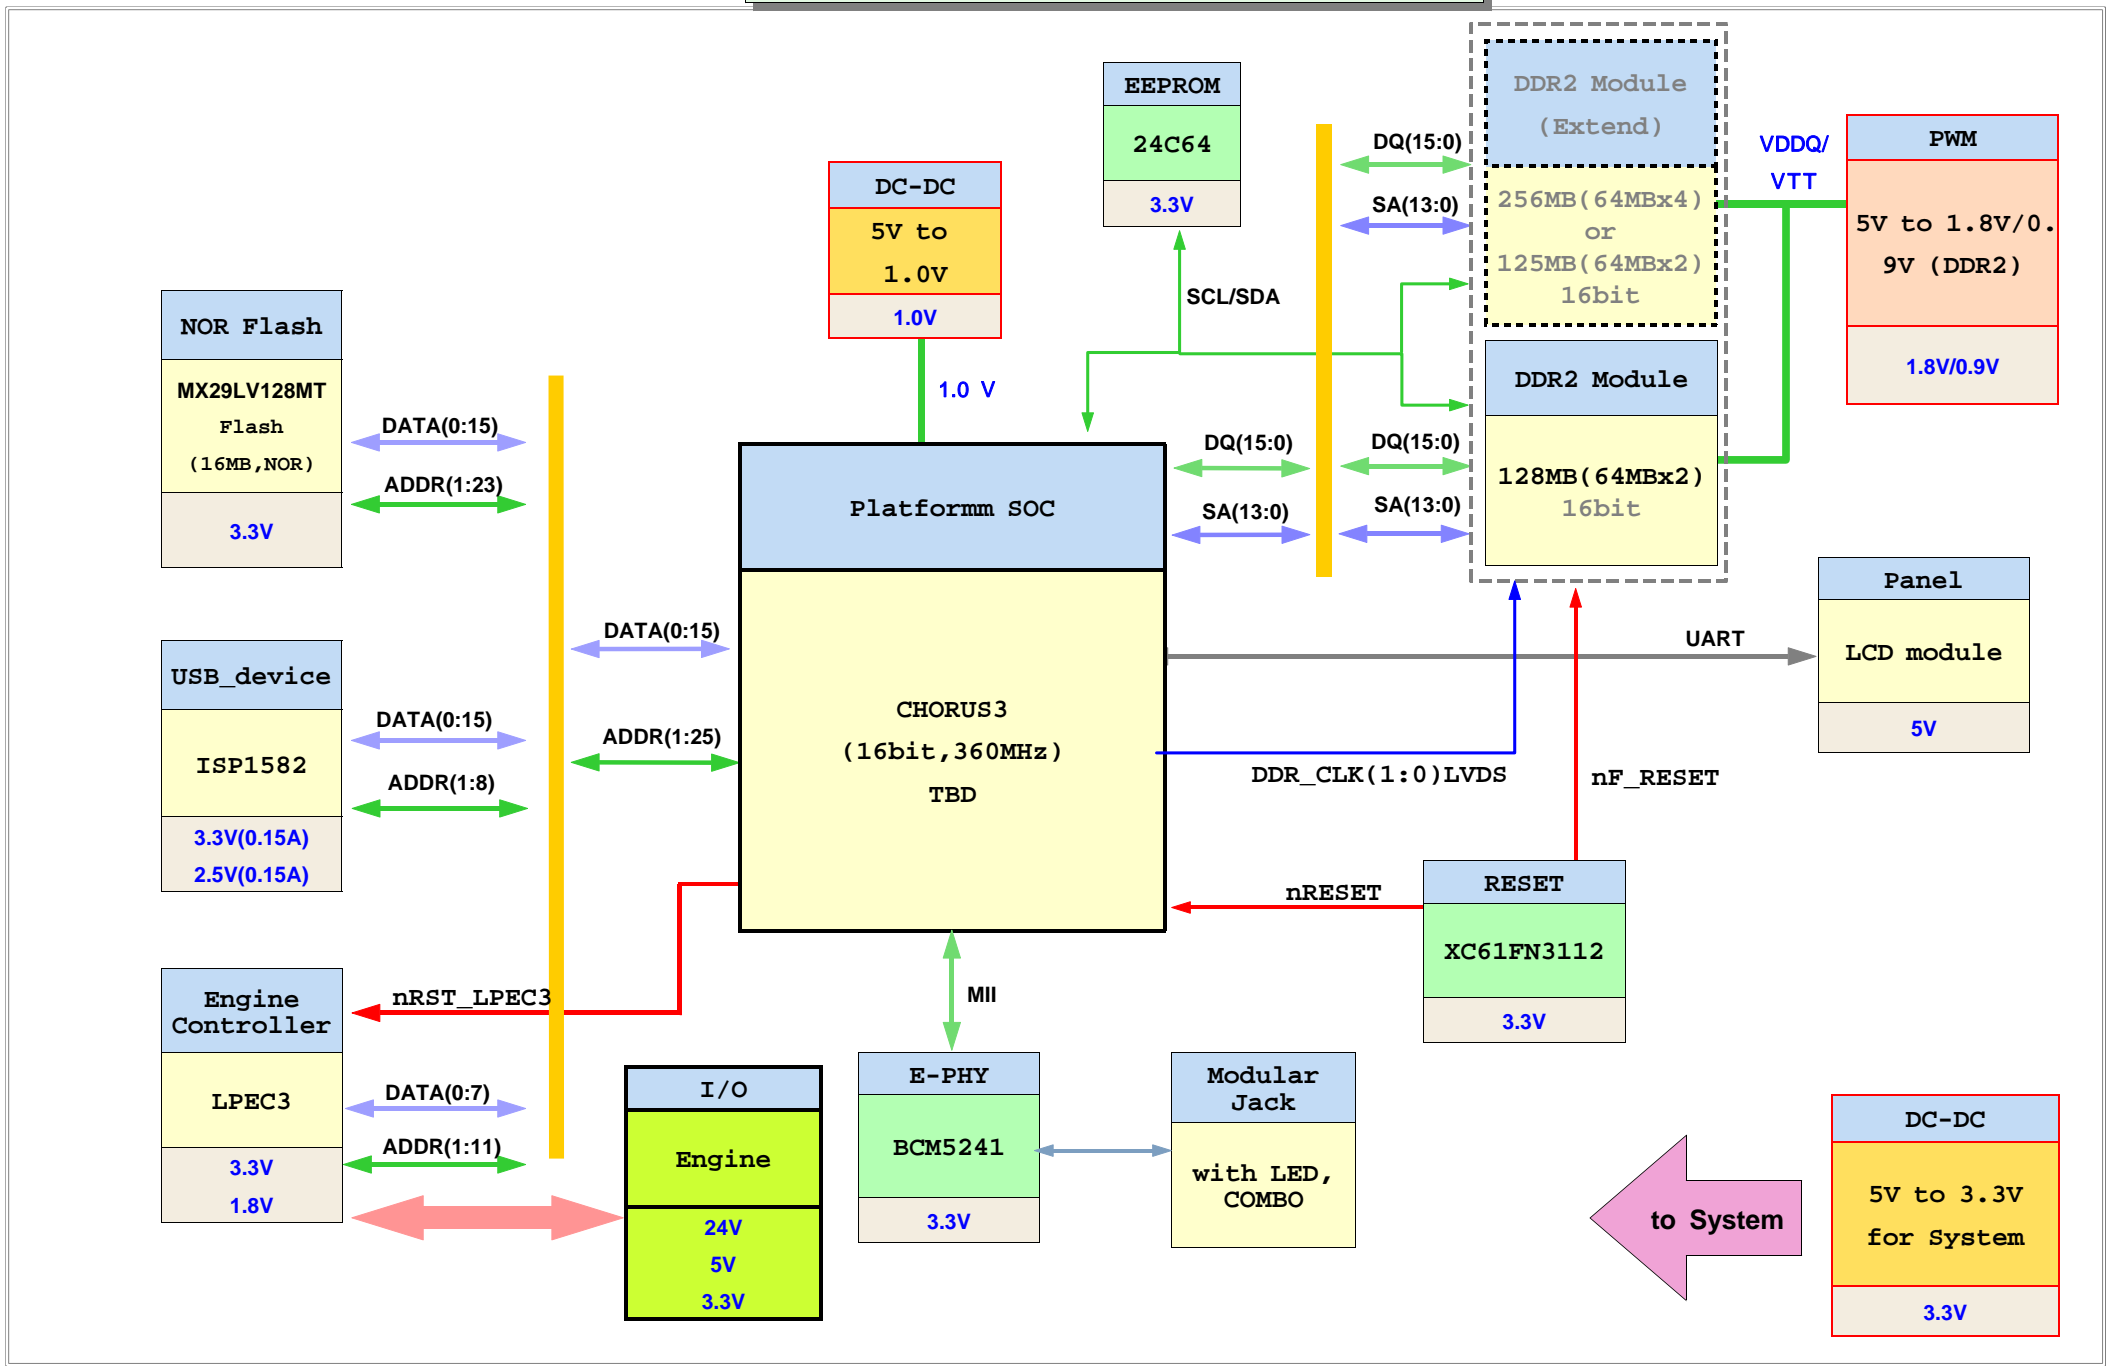 EEPROM
24C64
3.3V
DDR2 Module
(Extend)
256MB(64MBx4)
or
125MB(64MBx2)
16bit
VDDQ/
VTT
PWM
5V to 1.8V/0.
9V (DDR2)
1.8V/0.9V
DQ(15:0)
SA(13:0)
DC-DC
5V to
1.0V
1.0V
1.0 V
SCL/SDA
NOR Flash
MX29LV128MT
Flash
(16MB,NOR)
3.3V
DATA(0:15)
ADDR(1:23)
DDR2 Module
128MB(64MBx2)
16bit
DQ(15:0)
SA(13:0)
DQ(15:0)
SA(13:0)
Platformm SOC
CHORUS3
(16bit,360MHz)
TBD
DATA(0:15)
ADDR(1:25)
USB_device
ISP1582
3.3V(0.15A)
2.5V(0.15A)
DATA(0:15)
ADDR(1:8)
UART
Panel
LCD module
5V
DDR_CLK(1:0)LVDS
nF_RESET
nRESET
RESET
XC61FN3112
3.3V
Engine
Controller
LPEC3
3.3V
1.8V
nRST_LPEC3
DATA(0:7)
ADDR(1:11)
I/O
Engine
24V
5V
3.3V
MII
E-PHY
BCM5241
3.3V
Modular
Jack
with LED,
COMBO
to System
DC-DC
5V to 3.3V
for System
3.3V